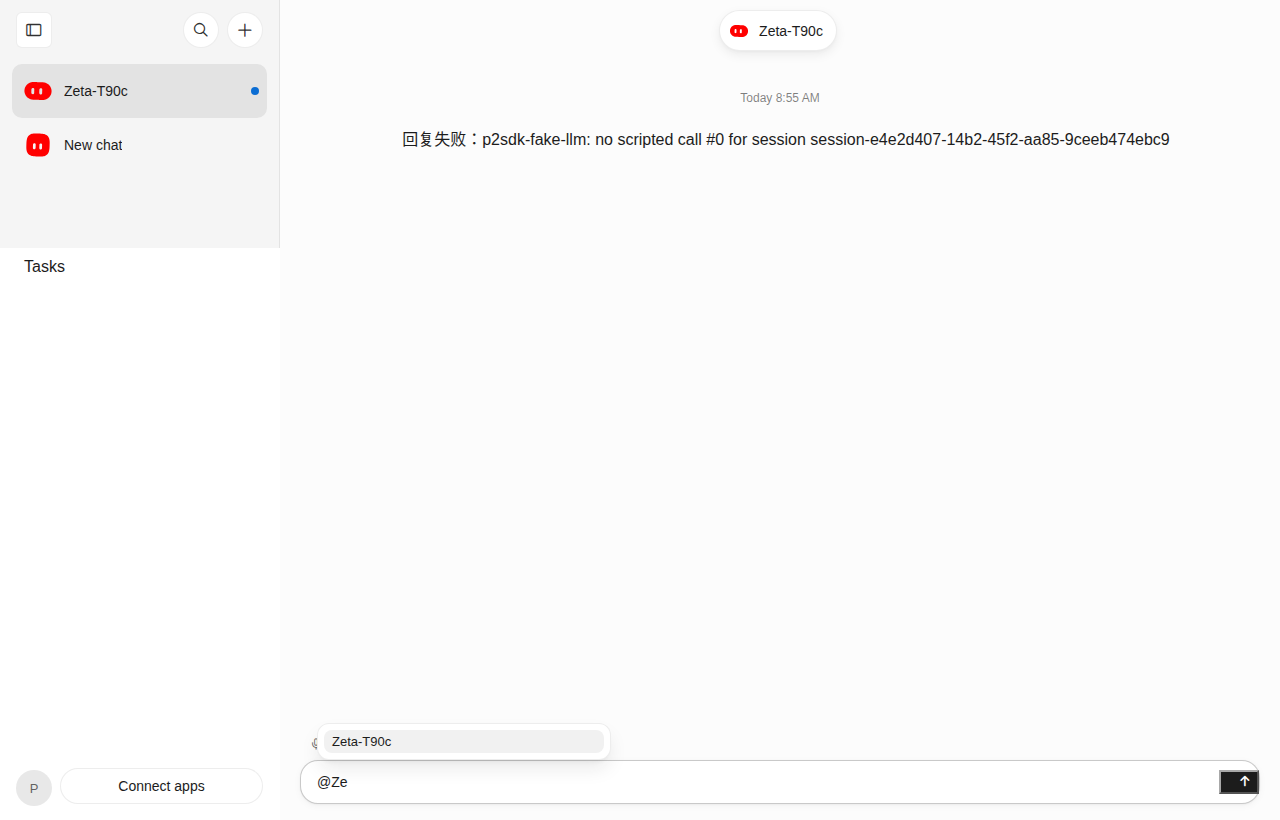 Zeta-T90c
New chat
Tasks
P
Connect apps
Zeta-T90c
Today 8:55 AM
回复失败：p2sdk-fake-llm: no scripted call #0 for session session-e4e2d407-14b2-45f2-aa85-9ceeb474ebc9
Zeta-T90c
@Ze